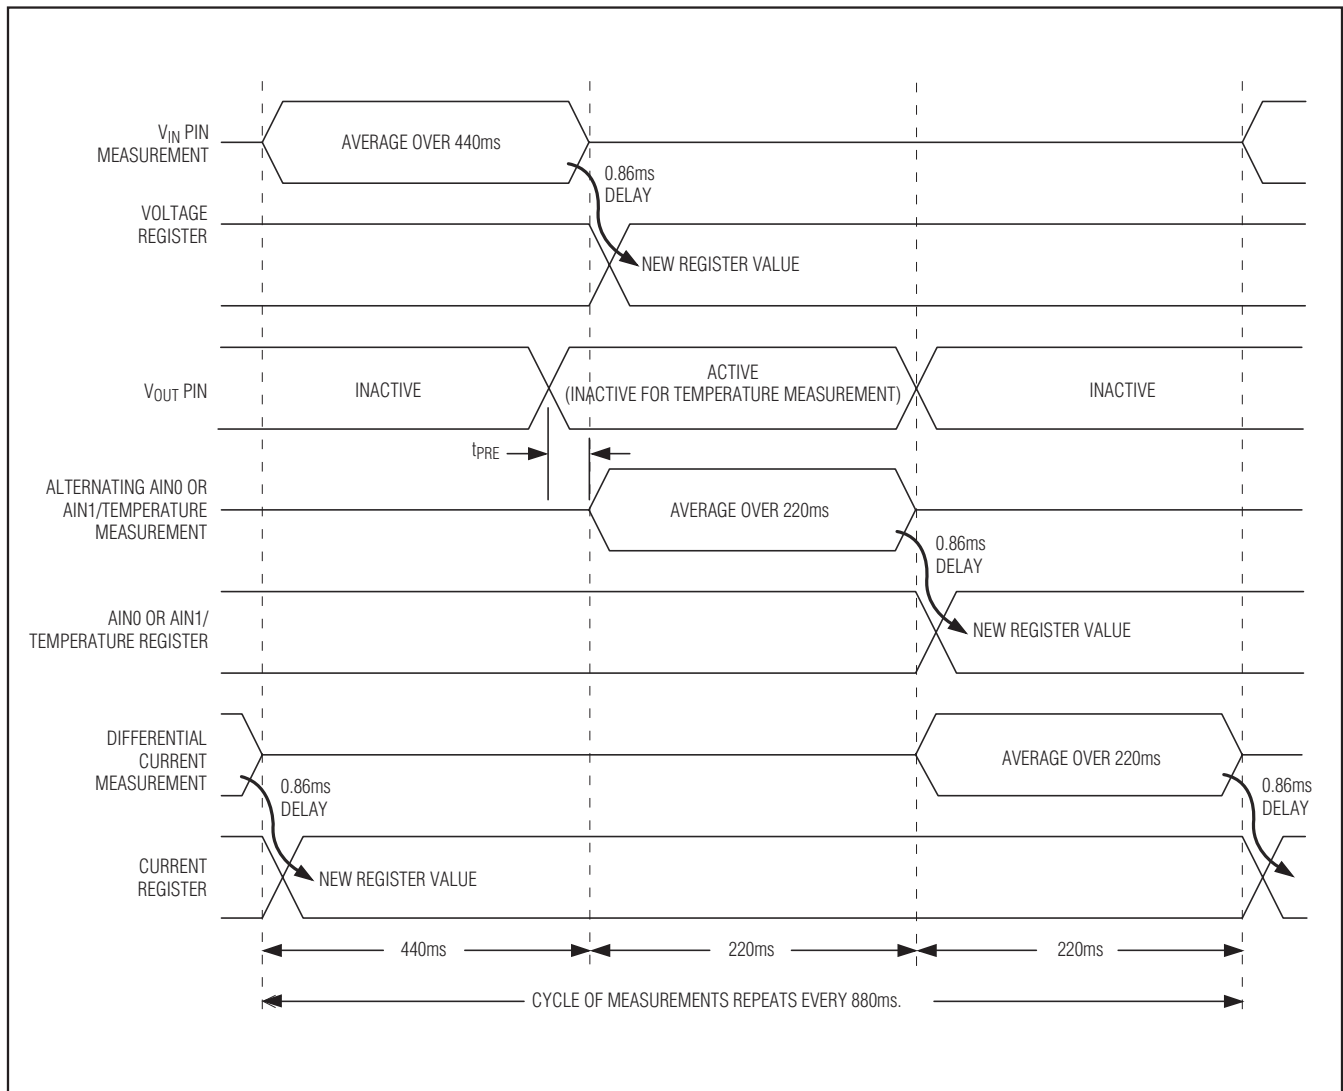 VIN PIN
MEASUREMENT
AVERAGE OVER 440ms
0.86ms
DELAY
VOLTAGE
REGISTER
NEW REGISTER VALUE
VOUT PIN
INACTIVE
ACTIVE
(INACTIVE FOR TEMPERATURE MEASUREMENT)
INACTIVE
tPRE
ALTERNATING AIN0 OR
AIN1/TEMPERATURE
MEASUREMENT
AVERAGE OVER 220ms
0.86ms
DELAY
AIN0 OR AIN1/
TEMPERATURE REGISTER
NEW REGISTER VALUE
DIFFERENTIAL
CURRENT
MEASUREMENT
0.86ms
DELAY
AVERAGE OVER 220ms
0.86ms
DELAY
CURRENT
REGISTER
NEW REGISTER VALUE
440ms
220ms
220ms
CYCLE OF MEASUREMENTS REPEATS EVERY 880ms.